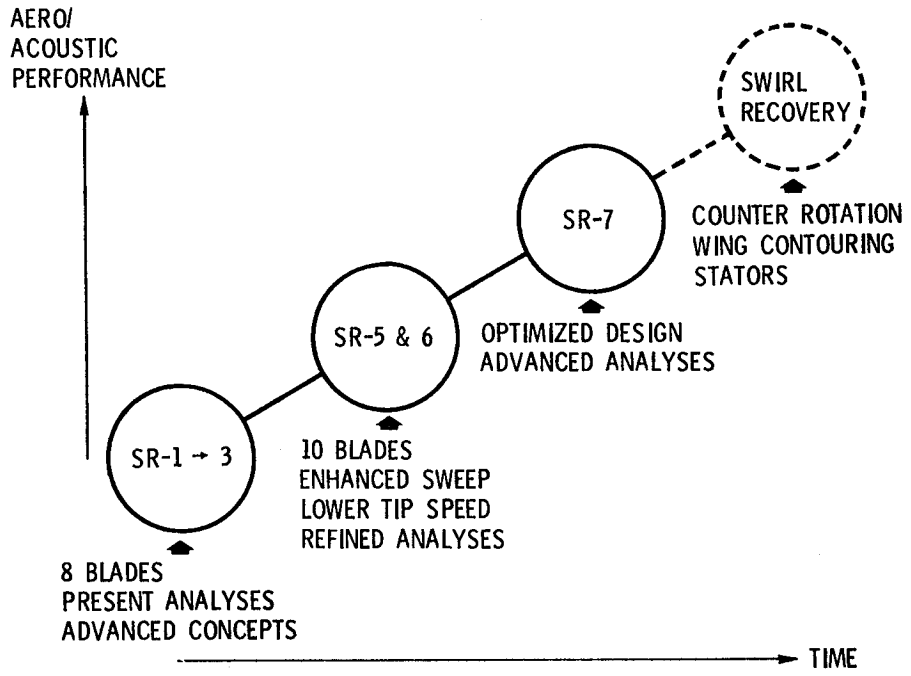 AERO/
ACOUSTIC
PERFORMANCE
SWIRL
RECOVERY
COUNTER ROTATION
WING CONTOURING
STATORS
SR-7
OPTIMIZED DESIGN
ADVANCED ANALYSES
SR-5 & 6
10 BLADES
ENHANCED SWEEP
LOWER TIP SPEED
REFINED ANALYSES
SR-1 → 3
8 BLADES
PRESENT ANALYSES
ADVANCED CONCEPTS
TIME